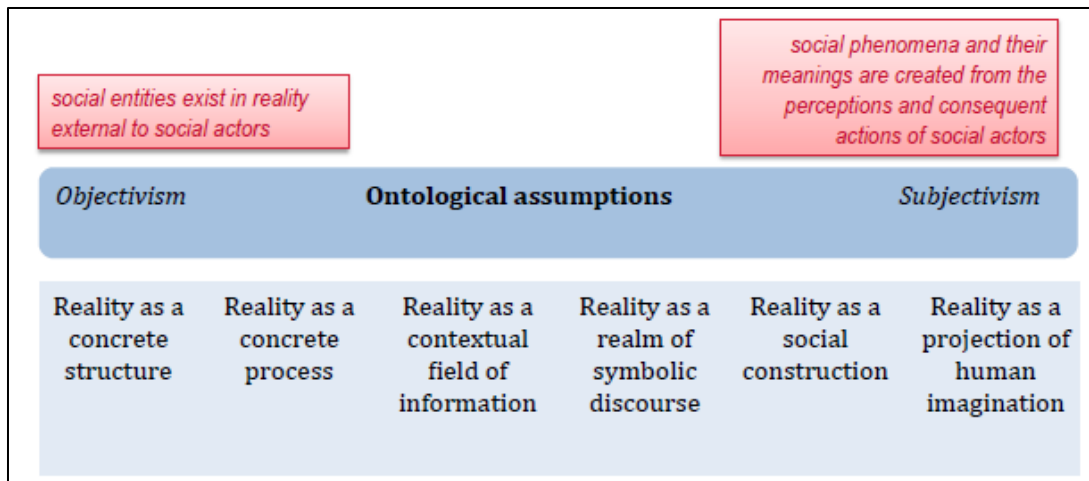 social entities exist in reality
external to social actors
social phenomena and their
meanings are created from the
perceptions and consequent
actions of social actors
Objectivism Ontological assumptions Subjectivism
Reality as a
concrete
structure
Reality as a
concrete
process
Reality as a
contextual
field of
information
Reality as a
realm of
symbolic
discourse
Reality as a
social
construction
Reality as a
projection of
human
imagination